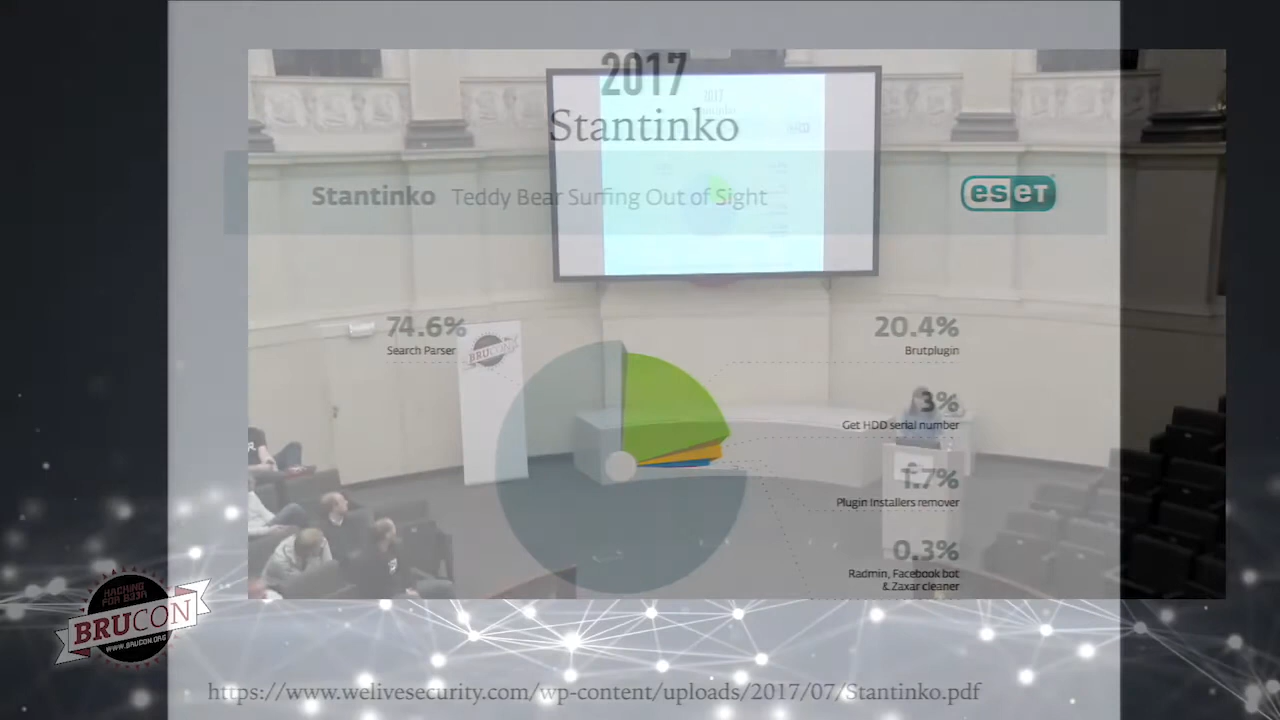 2017
Stantinko
Stantinko Teddy Bear Surfing Out of Sight
eseT
74.6%
Search Parser
20.4%
Brutplugin
BRUCON
3%
Get HDD serial number
1.7%
Plugin Installers remover
0.3%
Radmin, Facebook bot
& Zaxar cleaner
HACKING
FOR B33R
BRUCON
WWW.BRUCON.ORG
https://www.welivesecurity.com/wp-content/uploads/2017/07/Stantinko.pdf